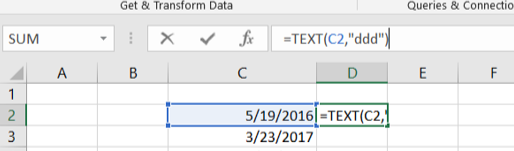 Get & Transform Data Queries & Connectio
SUM fx =TEXT(C2,"ddd")
A B C D E F
1
2 5/19/2016 =TEXT(C2,'
3 3/23/2017